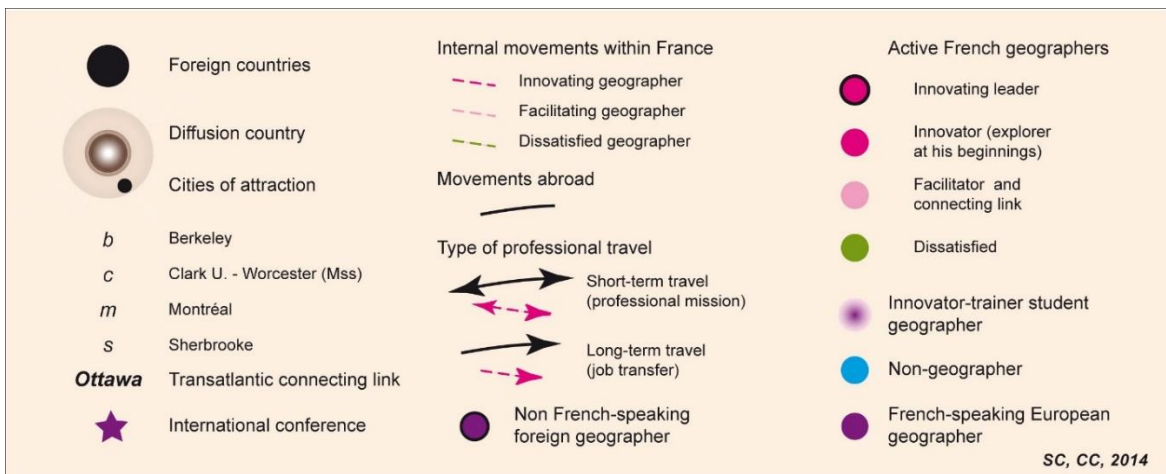 Foreign countries
Diffusion country
Cities of attraction
b Berkeley
c Clark U. - Worcester (Mss)
m Montréal
s Sherbrooke
Ottawa Transatlantic connecting link
International conference
Internal movements within France
Innovating geographer
Facilitating geographer
Dissatisfied geographer
Movements abroad
Type of professional travel
Short-term travel
(professional mission)
Long-term travel
(job transfer)
Non French-speaking
foreign geographer
Active French geographers
Innovating leader
Innovator (explorer
at his beginnings)
Facilitator and
connecting link
Dissatisfied
Innovator-trainer student
geographer
Non-geographer
French-speaking European
geographer
SC, CC, 2014